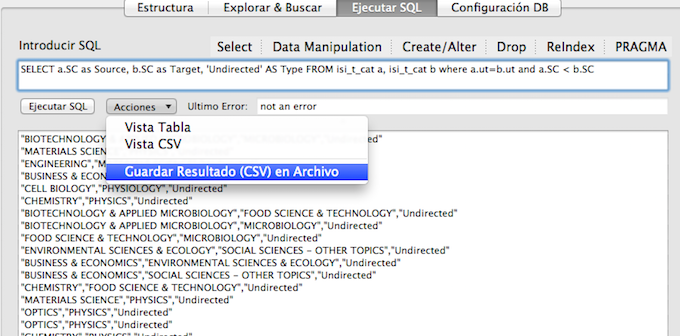 Estructura Explorar & Buscar Ejecutar SQL Configuración DB
Introducir SQL Select Data Manipulation Create/Alter Drop ReIndex PRAGMA
SELECT a.SC as Source, b.SC as Target, 'Undirected' AS Type FROM isi_t_cat a, isi_t_cat b where a.ut=b.ut and a.SC < b.SC
Ejecutar SQL Acciones Ultimo Error: not an error
Vista Tabla
Vista CSV
Guardar Resultado (CSV) en Archivo
"BIOTECHNOLOGY &
"MATERIALS SCIEN
"ENGINEERING","M
"BUSINESS & ECON
"CELL BIOLOGY","PHYSIOLOGY","Undirected"
"CHEMISTRY","PHYSICS","Undirected"
"BIOTECHNOLOGY & APPLIED MICROBIOLOGY","FOOD SCIENCE & TECHNOLOGY","Undirected"
"BIOTECHNOLOGY & APPLIED MICROBIOLOGY","MICROBIOLOGY","Undirected"
"FOOD SCIENCE & TECHNOLOGY","MICROBIOLOGY","Undirected"
"ENVIRONMENTAL SCIENCES & ECOLOGY","SOCIAL SCIENCES - OTHER TOPICS","Undirected"
"BUSINESS & ECONOMICS","ENVIRONMENTAL SCIENCES & ECOLOGY","Undirected"
"BUSINESS & ECONOMICS","SOCIAL SCIENCES - OTHER TOPICS","Undirected"
"CHEMISTRY","FOOD SCIENCE & TECHNOLOGY","Undirected"
"MATERIALS SCIENCE","PHYSICS","Undirected"
"OPTICS","PHYSICS","Undirected"
"OPTICS","PHYSICS","Undirected"